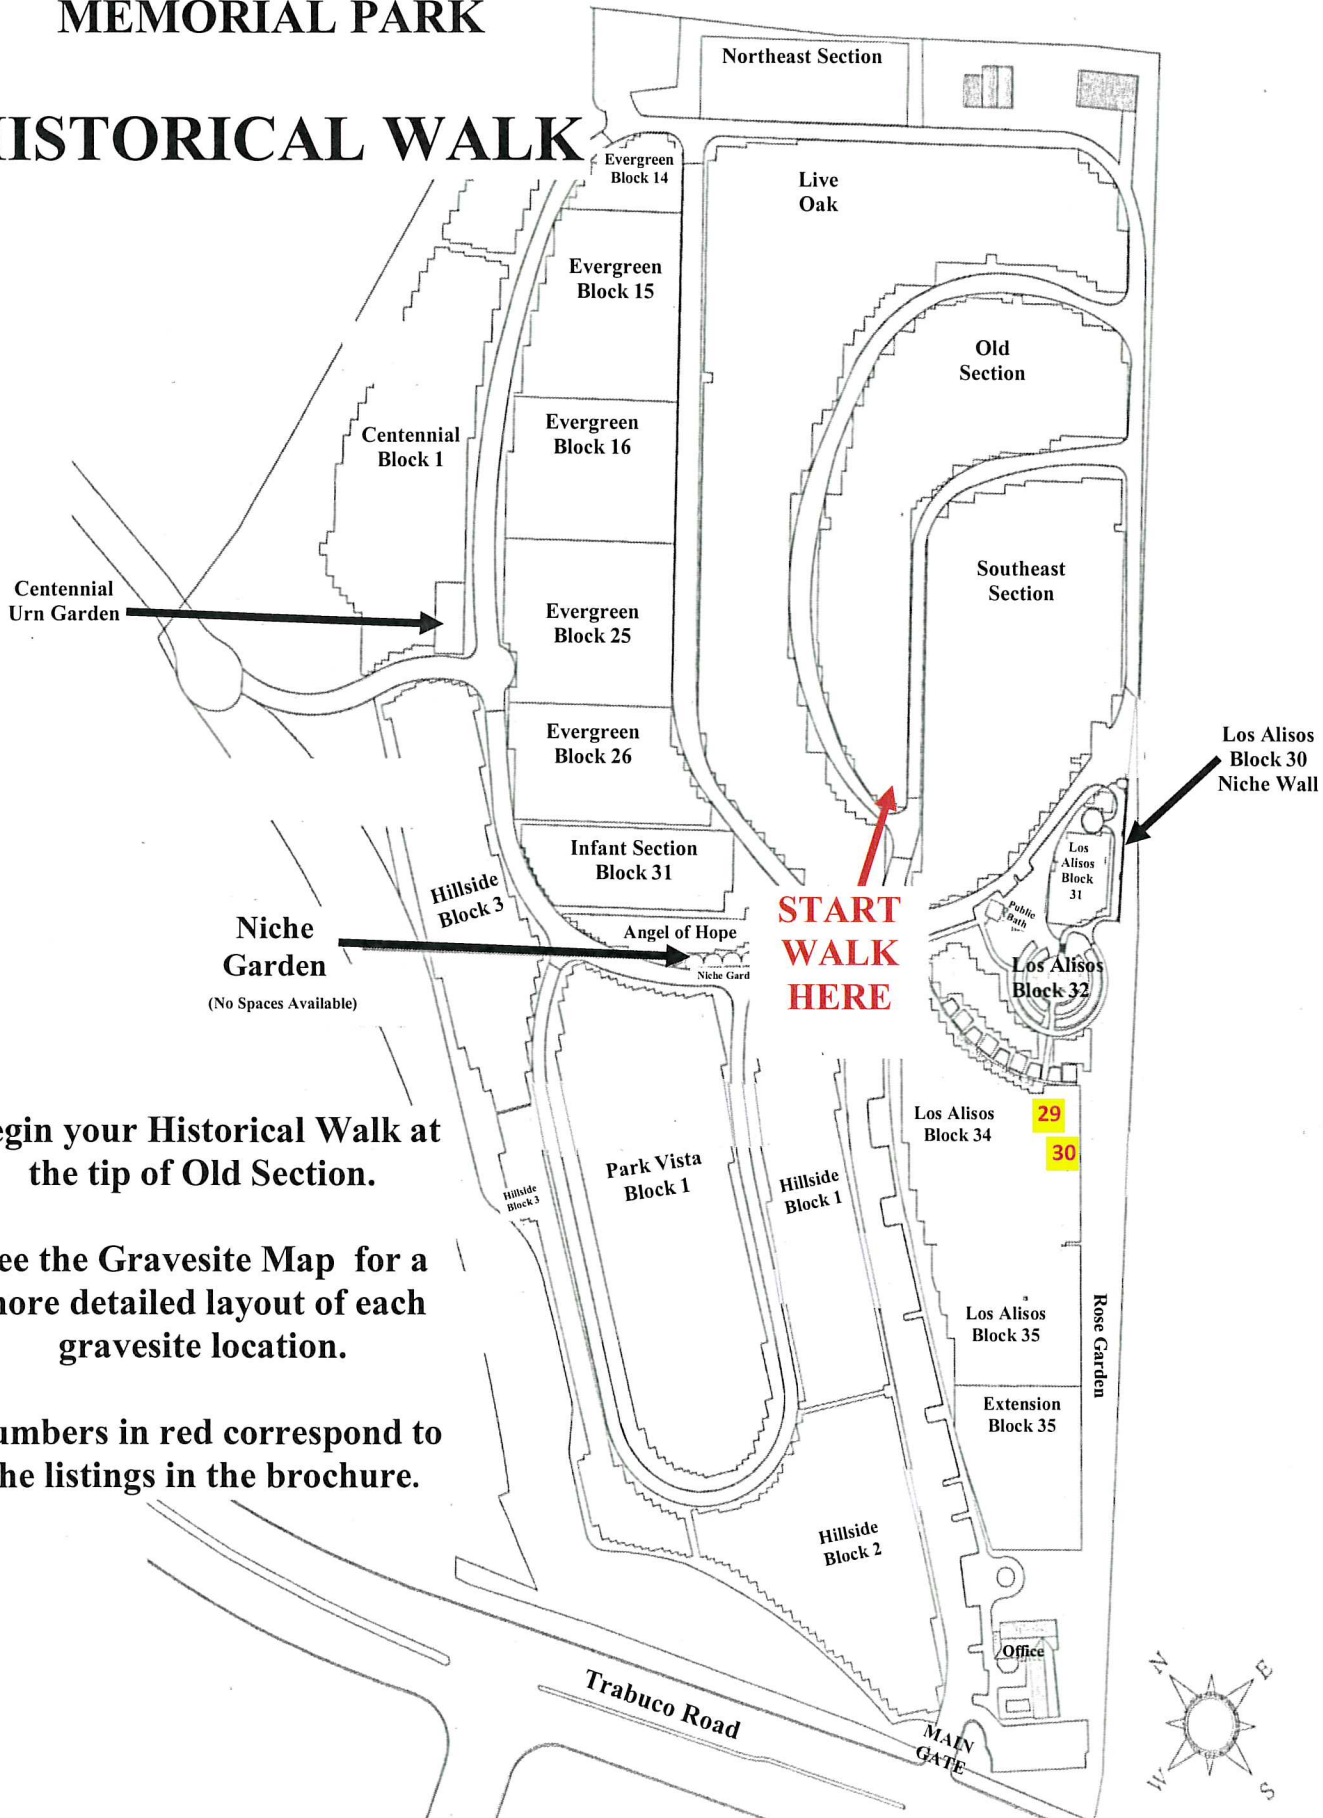 MEMORIAL PARK
HISTORICAL WALK
Northeast Section
Evergreen
Block 14
Live
Oak
Evergreen
Block 15
Old
Section
Evergreen
Block 16
Centennial
Block 1
Southeast
Section
Centennial
Urn Garden
Evergreen
Block 25
Evergreen
Block 26
Los Alisos
Block 30
Niche Wall
Infant Section
Block 31
Los
Alisos
Block
31
Hillside
Block 3
Public
Bath
START
WALK
HERE
Niche
Garden
(No Spaces Available)
Angel of Hope
Niche Gard
Los Alisos
Block 32
egin your Historical Walk at
the tip of Old Section.
Los Alisos
Block 34
29
30
Park Vista
Block 1
Hillside
Block 1
Hillside
Block 3
ee the Gravesite Map for a
more detailed layout of each
gravesite location.
Los Alisos
Block 35
Rose Garden
Extension
Block 35
umbers in red correspond to
he listings in the brochure.
Hillside
Block 2
Office
Trabuco Road
MAIN
GATE
N
E
W
S